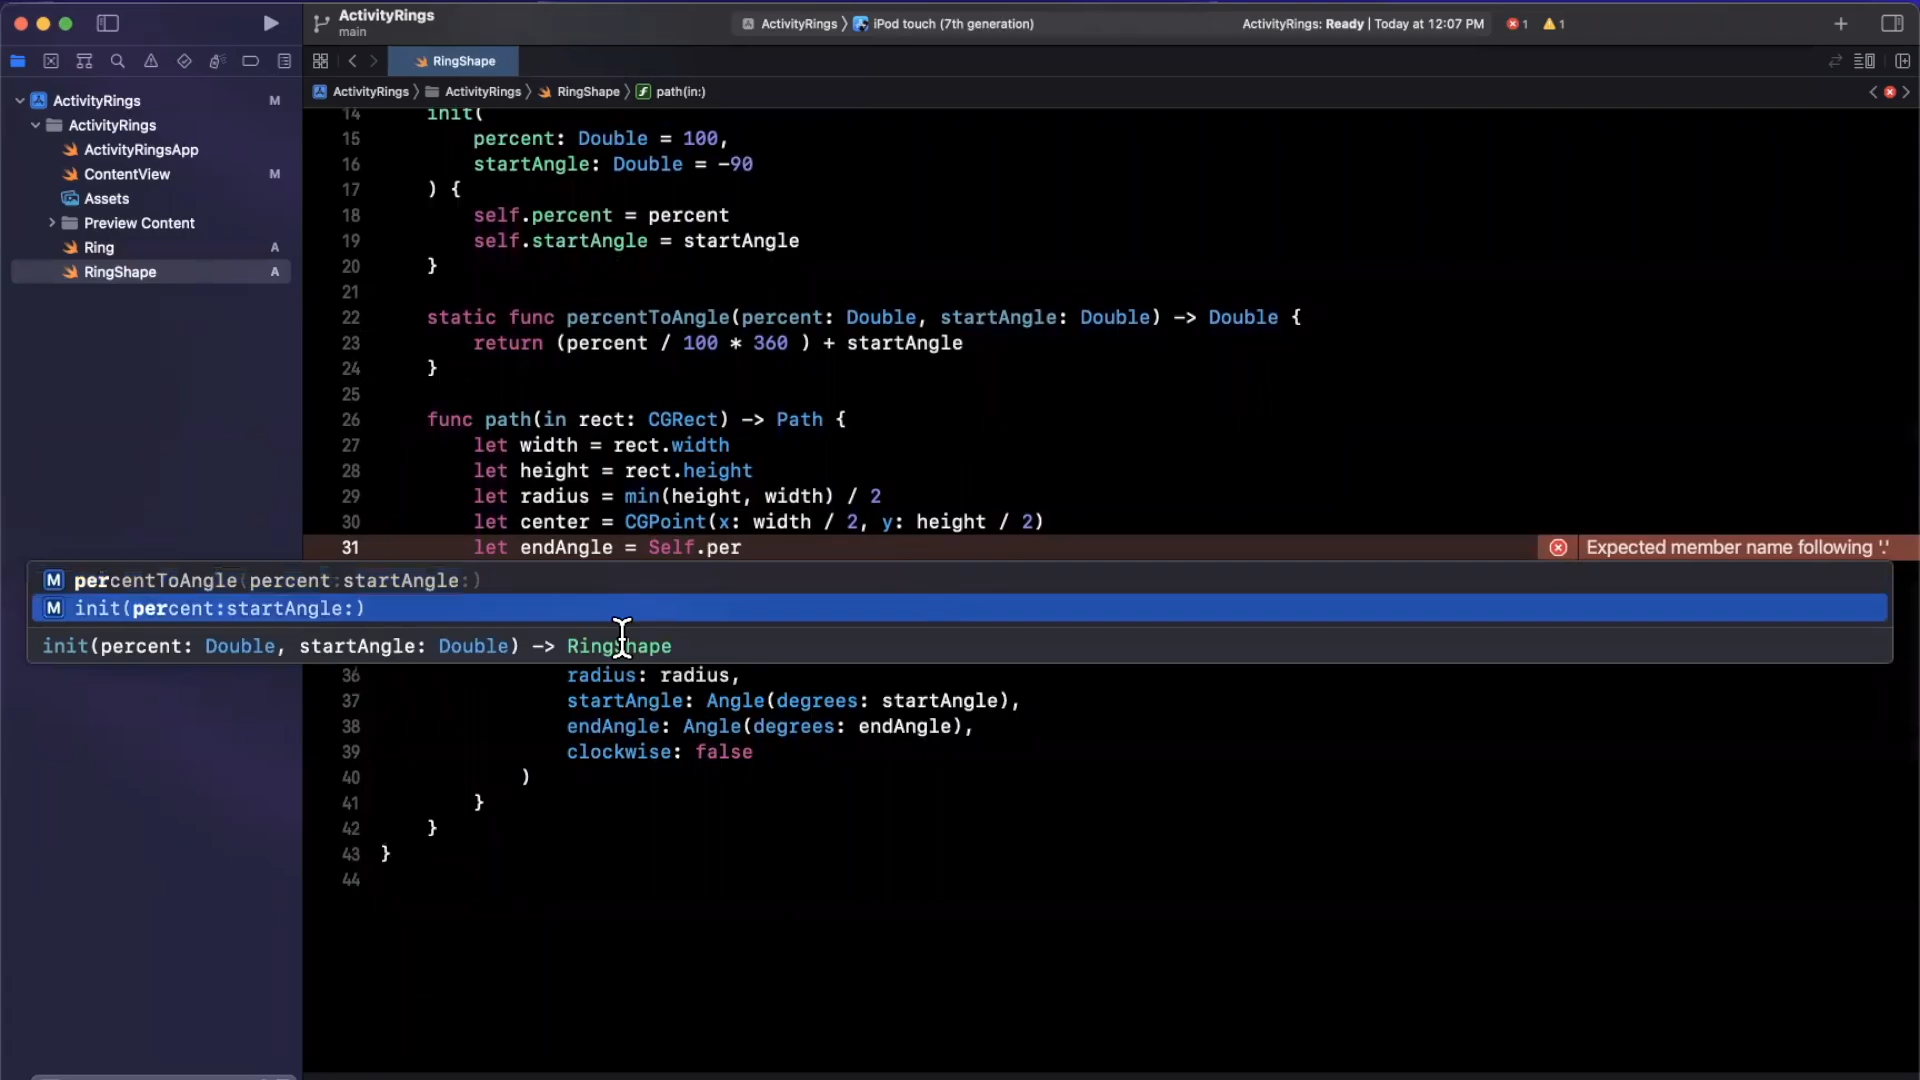 ActivityRings
main
ActivityRings 〉 iPod touch (7th generation)
ActivityRings: Ready | Today at 12:07 PM
1
1
RingShape
ActivityRings 〉 ActivityRings 〉 RingShape 〉 path(in:)
ActivityRings M
ActivityRings
ActivityRingsApp
ContentView M
Assets
Preview Content
Ring A
RingShape A
14 init(
15 percent: Double = 100,
16 startAngle: Double = -90
17 ) {
18 self.percent = percent
19 self.startAngle = startAngle
20 }
21
22 static func percentToAngle(percent: Double, startAngle: Double) -> Double {
23 return (percent / 100 * 360 ) + startAngle
24 }
25
26 func path(in rect: CGRect) -> Path {
27 let width = rect.width
28 let height = rect.height
29 let radius = min(height, width) / 2
30 let center = CGPoint(x: width / 2, y: height / 2)
31 let endAngle = Self.per
Expected member name following '.'
M percentToAngle(percent:startAngle:)
M init(percent:startAngle:)
init(percent: Double, startAngle: Double) -> RingShape
36 radius: radius,
37 startAngle: Angle(degrees: startAngle),
38 endAngle: Angle(degrees: endAngle),
39 clockwise: false
40 )
41 }
42 }
43 }
44